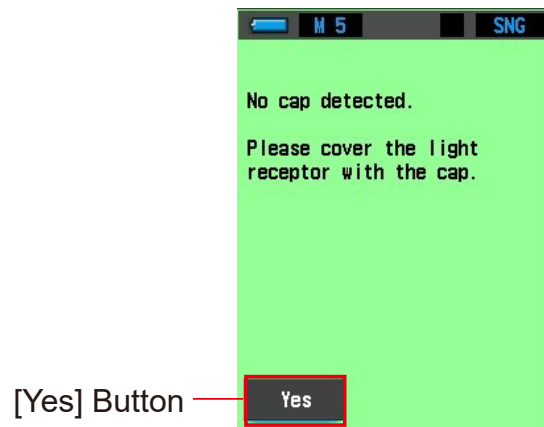 M 5 SNG
No cap detected.
Please cover the light
receptor with the cap.
[Yes] Button
Yes